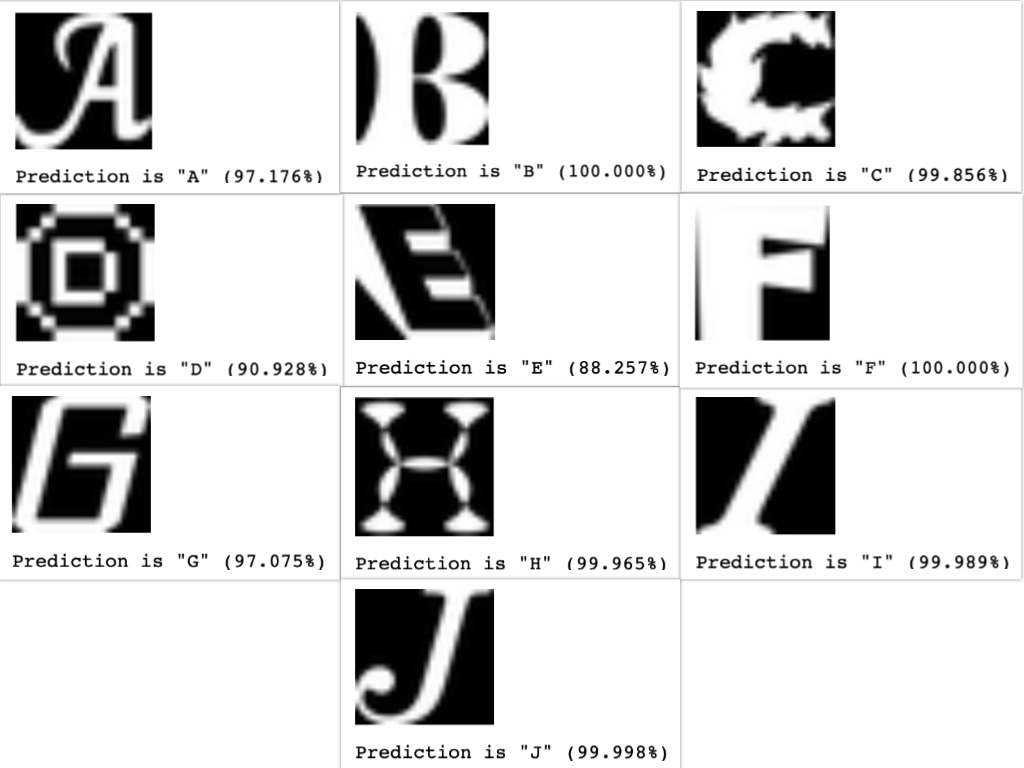 A
Prediction is "A" (97.176%)
B
Prediction is "B" (100.000%)
C
Prediction is "C" (99.856%)
D
Prediction is "D" (90.928%)
E
Prediction is "E" (88.257%)
F
Prediction is "F" (100.000%)
G
Prediction is "G" (97.075%)
H
Prediction is "H" (99.965%)
I
Prediction is "I" (99.989%)
J
Prediction is "J" (99.998%)